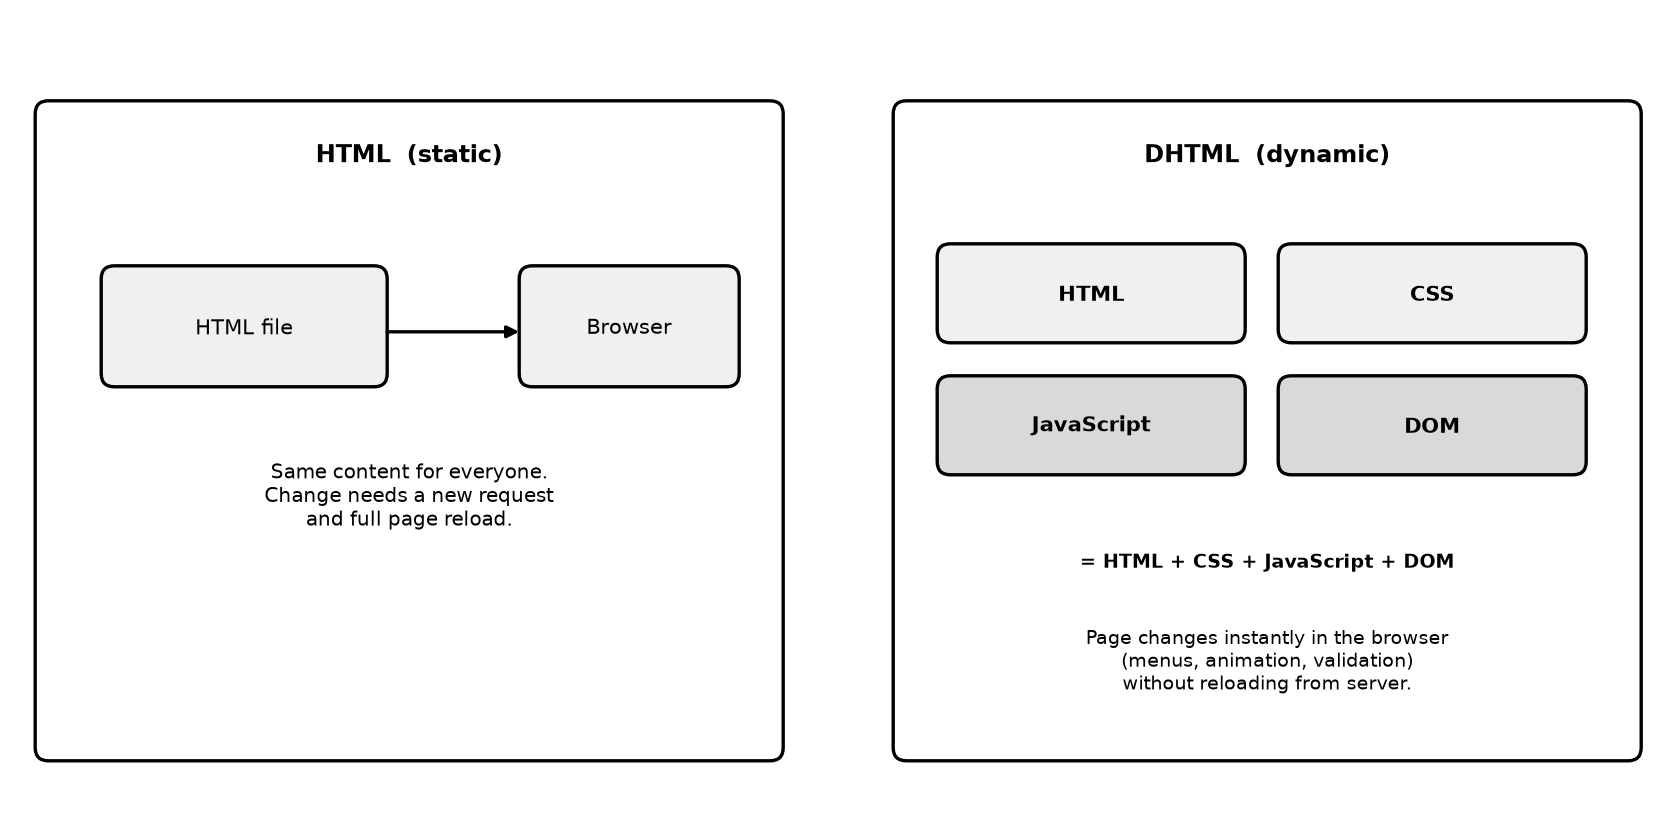 HTML (static)
HTML file
Browser
Same content for everyone.
Change needs a new request
and full page reload.
DHTML (dynamic)
HTML
CSS
JavaScript
DOM
= HTML + CSS + JavaScript + DOM
Page changes instantly in the browser
(menus, animation, validation)
without reloading from server.